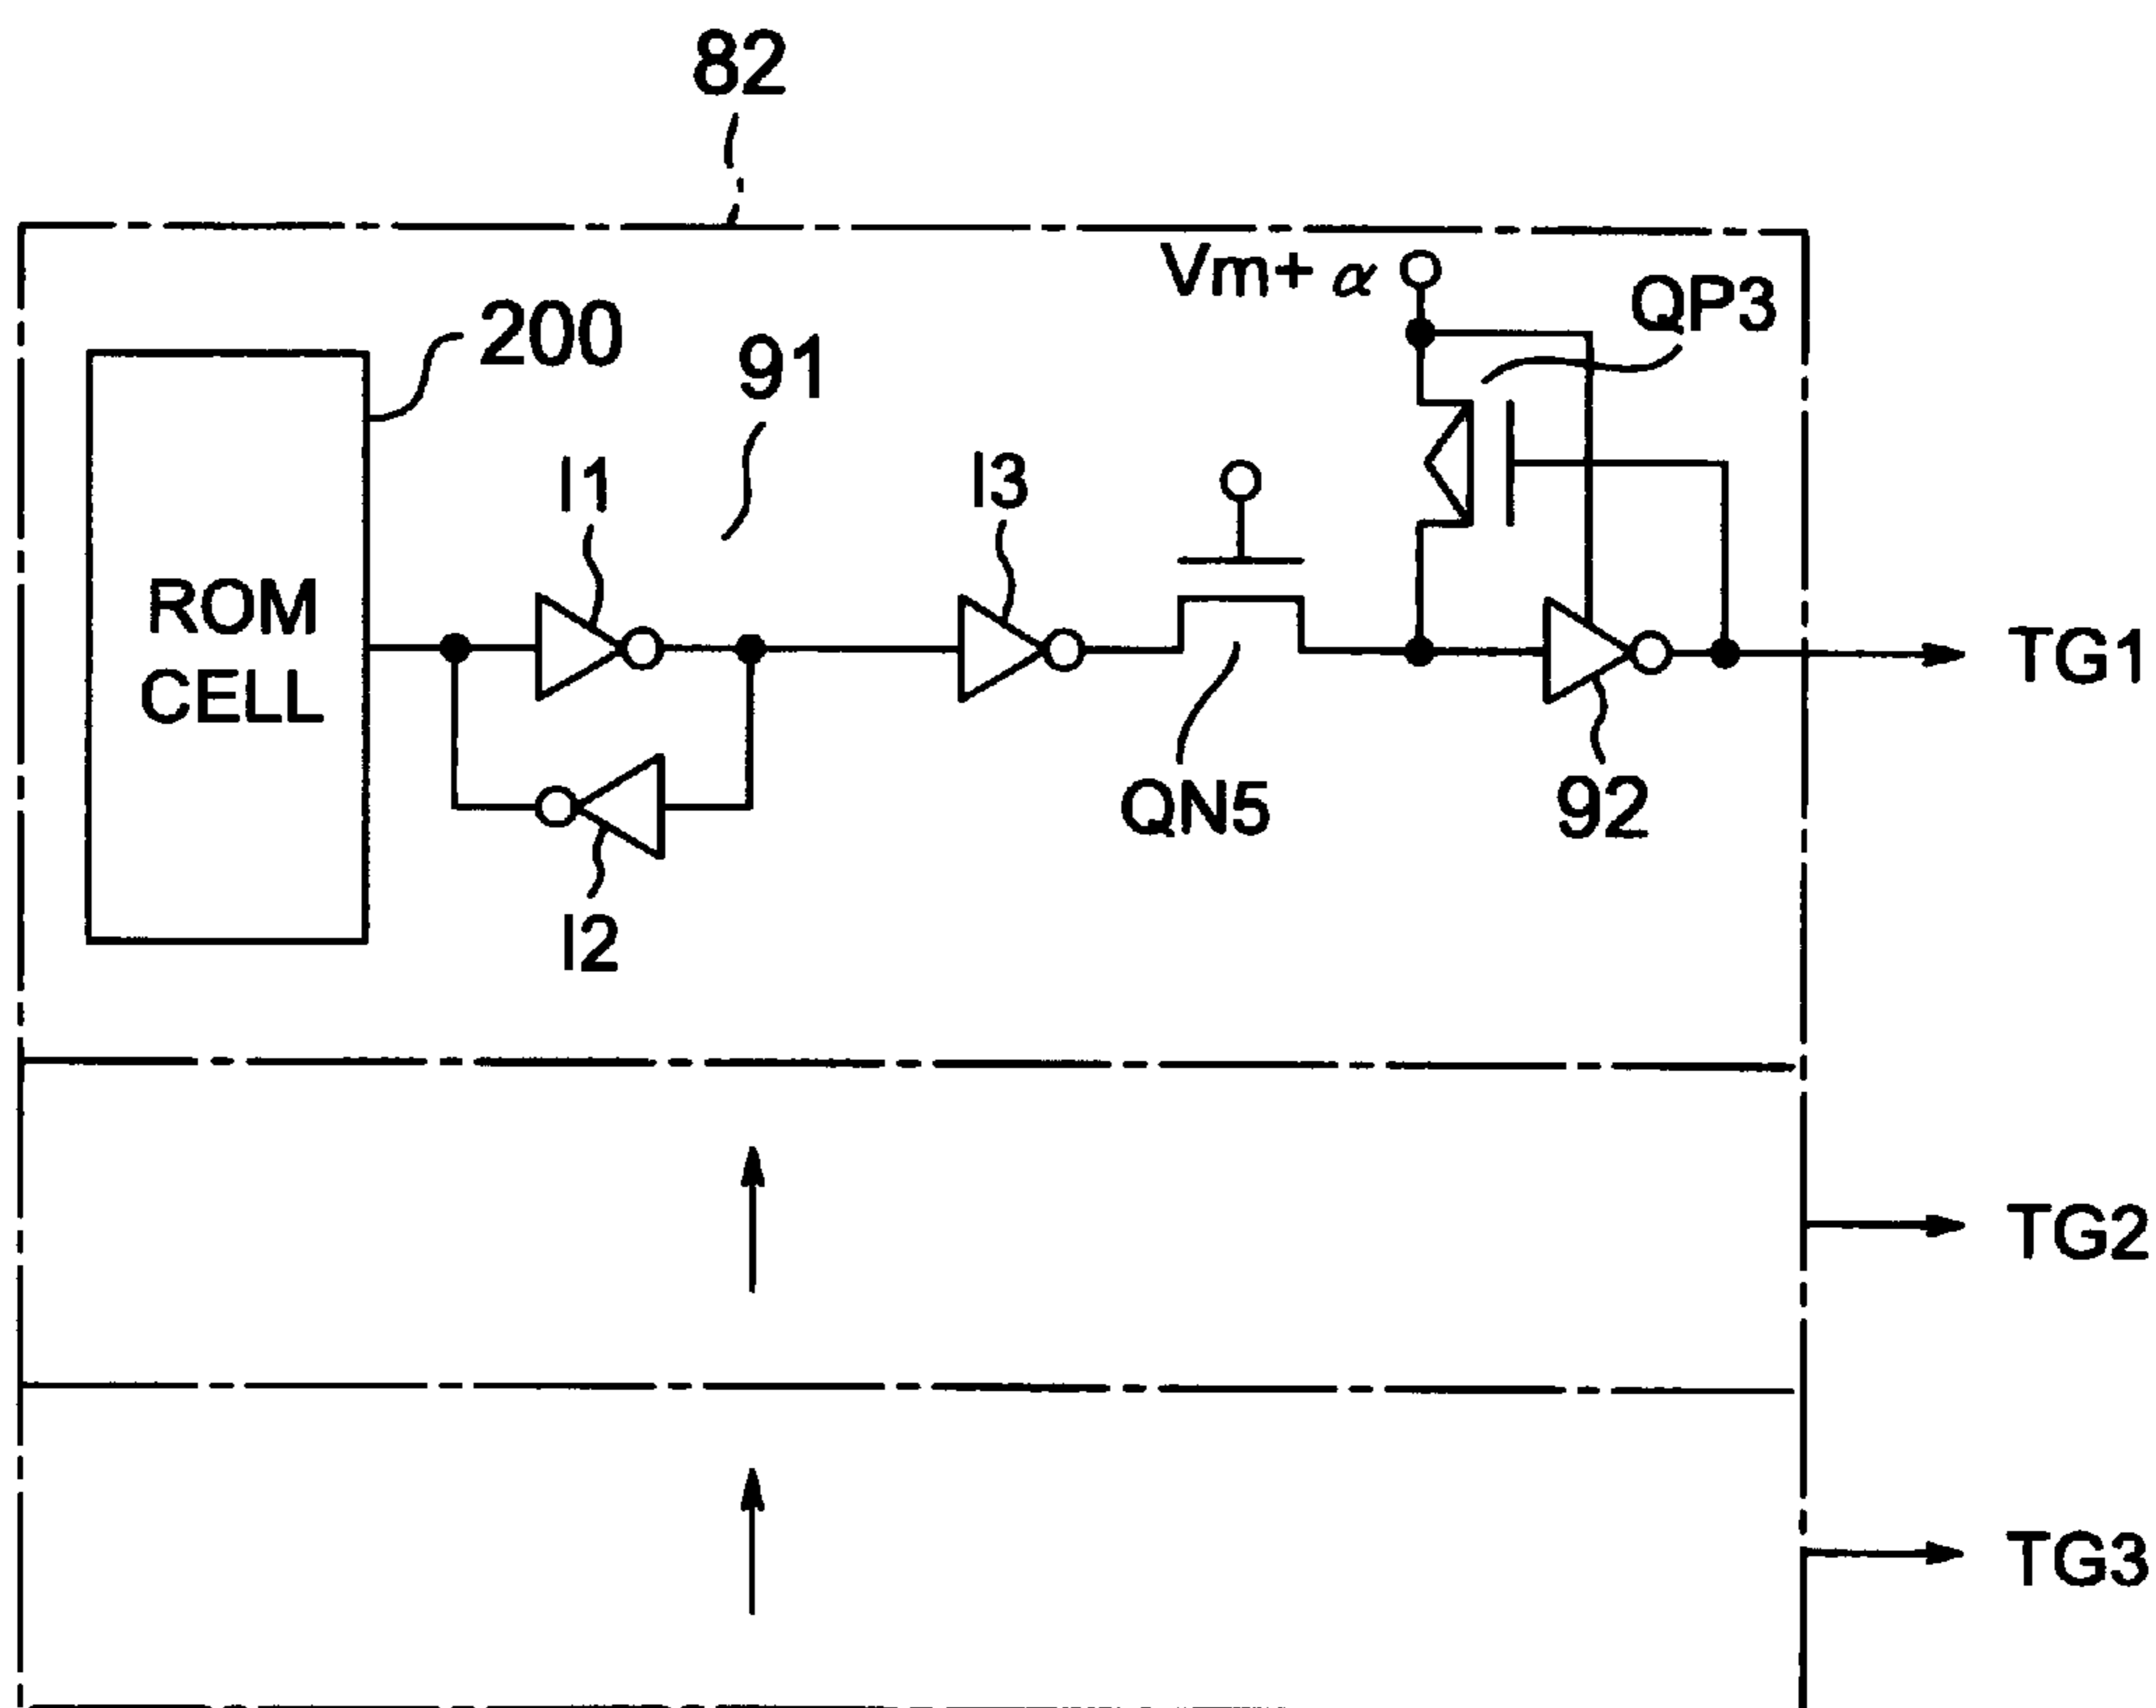 82
Vm+ α
QP3
200
91
I1
I3
ROM
CELL
TG1
QN5
92
I2
TG2
TG3